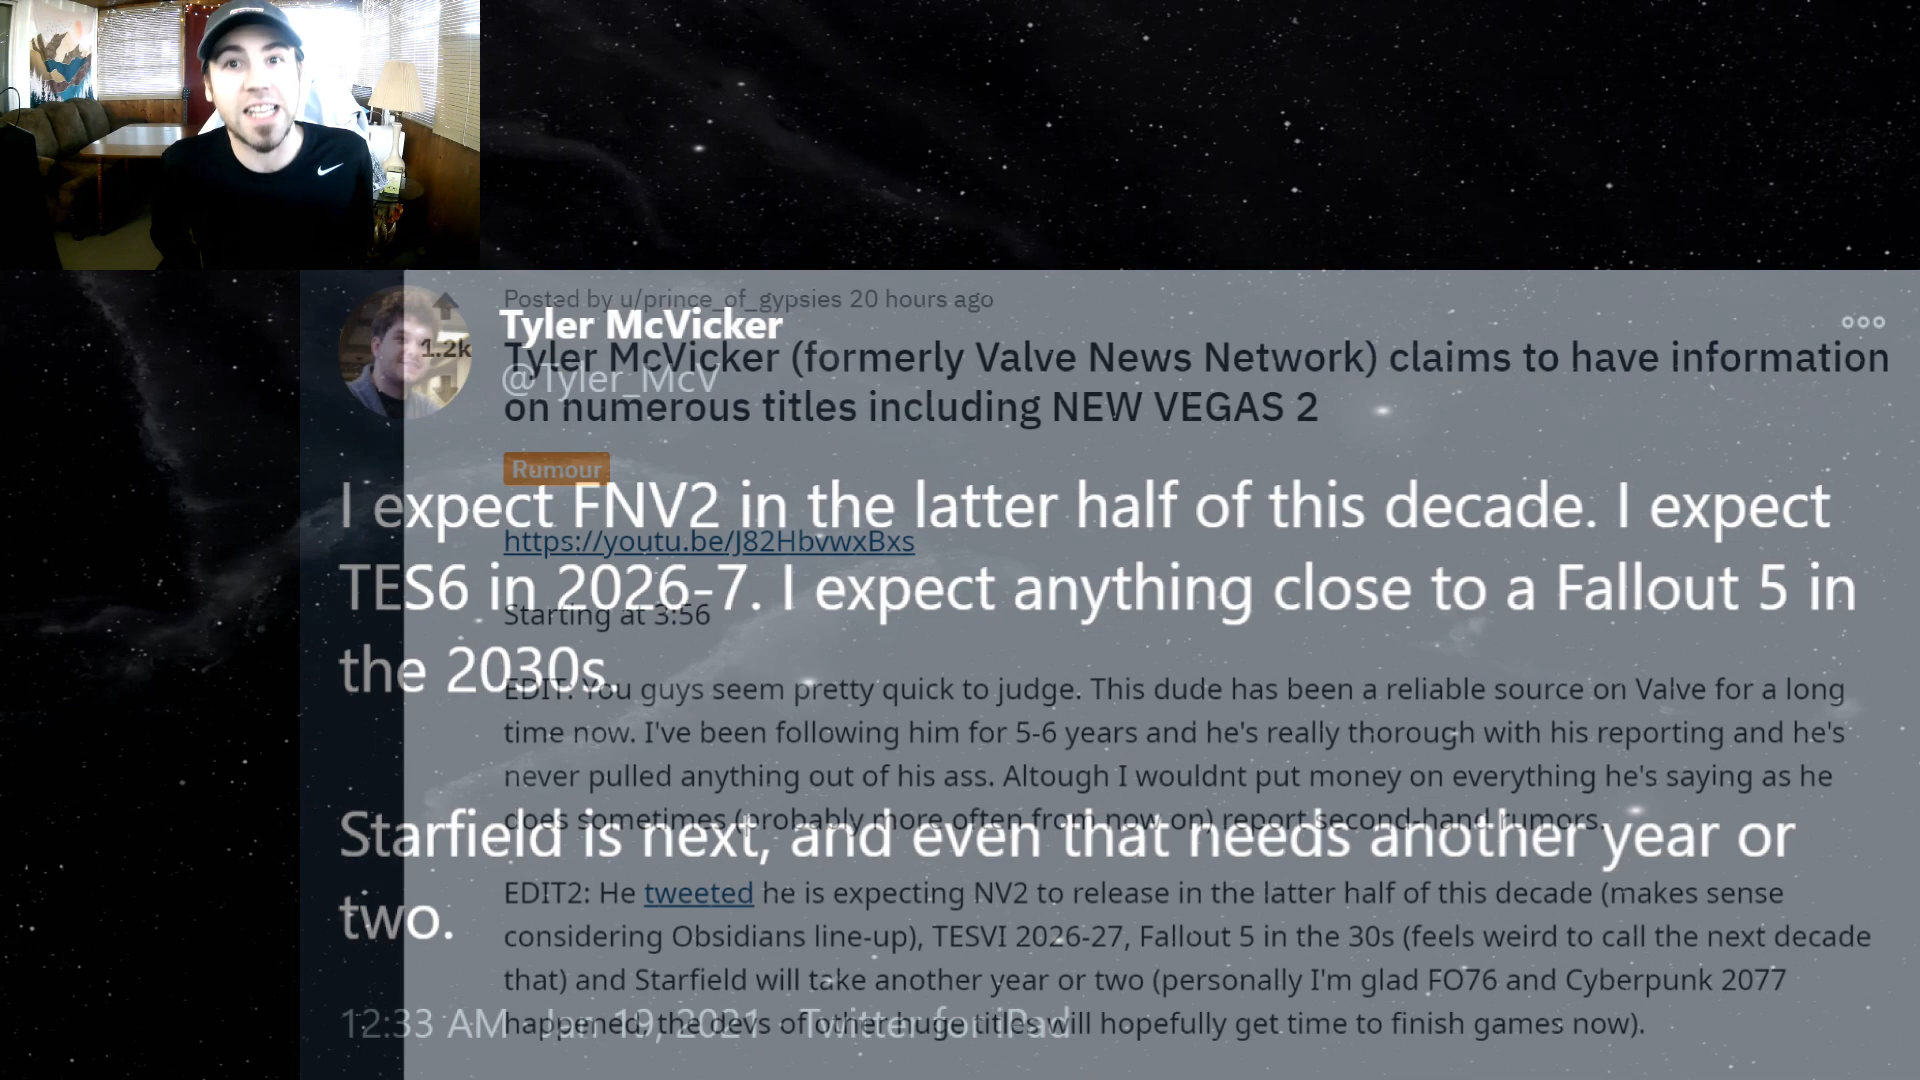 Posted by u/prince_of_gypsies 20 hours ago
Tyler McVicker (formerly Valve News Network) claims to have information
on numerous titles including NEW VEGAS 2
1.2k
Rumour
https://youtu.be/J82HbvwxBxs
Starting at 3:56
EDIT: You guys seem pretty quick to judge. This dude has been a reliable source on Valve for a long
time now. I've been following him for 5-6 years and he's really thorough with his reporting and he's
never pulled anything out of his ass. Altough I wouldnt put money on everything he's saying as he
does sometimes (probably more often from now on) report second-hand rumors.
EDIT2: He tweeted he is expecting NV2 to release in the latter half of this decade (makes sense
considering Obsidians line-up), TESVI 2026-27, Fallout 5 in the 30s (feels weird to call the next decade
that) and Starfield will take another year or two (personally I'm glad FO76 and Cyberpunk 2077
happened, the devs of other huge titles will hopefully get time to finish games now).
Tyler McVicker
@Tyler_McV
I expect FNV2 in the latter half of this decade. I expect
TES6 in 2026-7. I expect anything close to a Fallout 5 in
the 2030s.
Starfield is next, and even that needs another year or
two.
12:33 AM · Jan 19, 2021 · Twitter for iPad